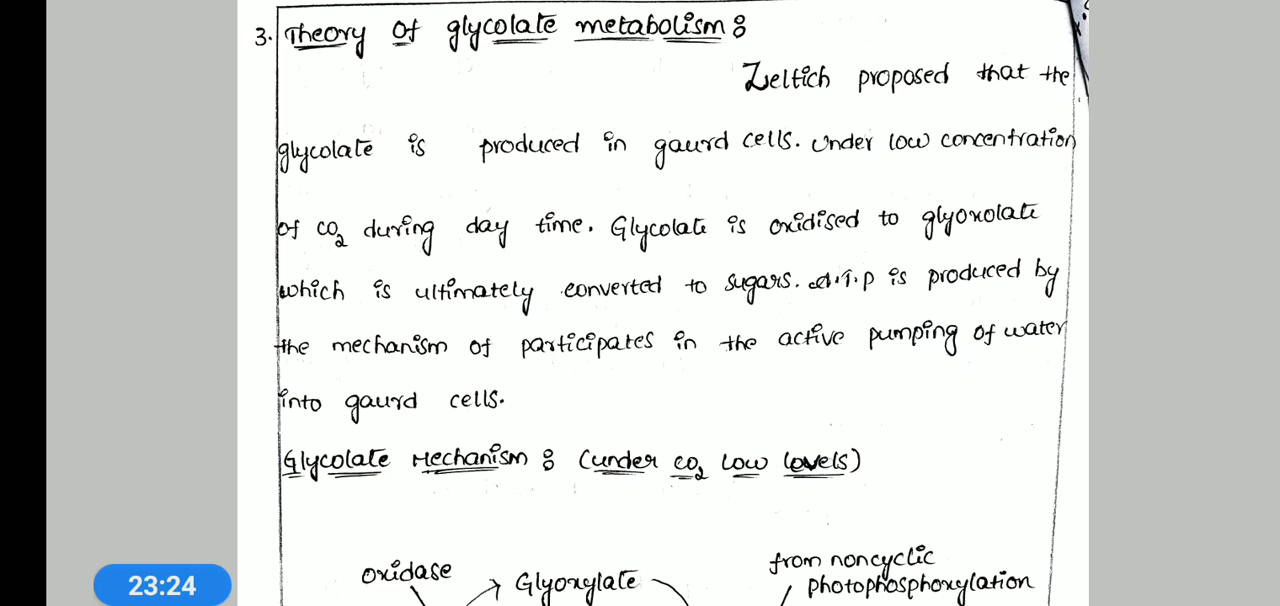 3. Theory of glycolate metabolism :
Zeltich proposed that the
glycolate is produced in gaurd cells. Under low concentration
of CO2 during day time. Glycolate is oxidised to glyoxolate
which is ultimately converted to sugars. A.T.P is produced by
the mechanism of participates in the active pumping of water
into gaurd cells.
Glycolate Mechanism : (under CO2 low levels)
from noncyclic
oxidase Glyoxylate photophosphoxylation
23:24